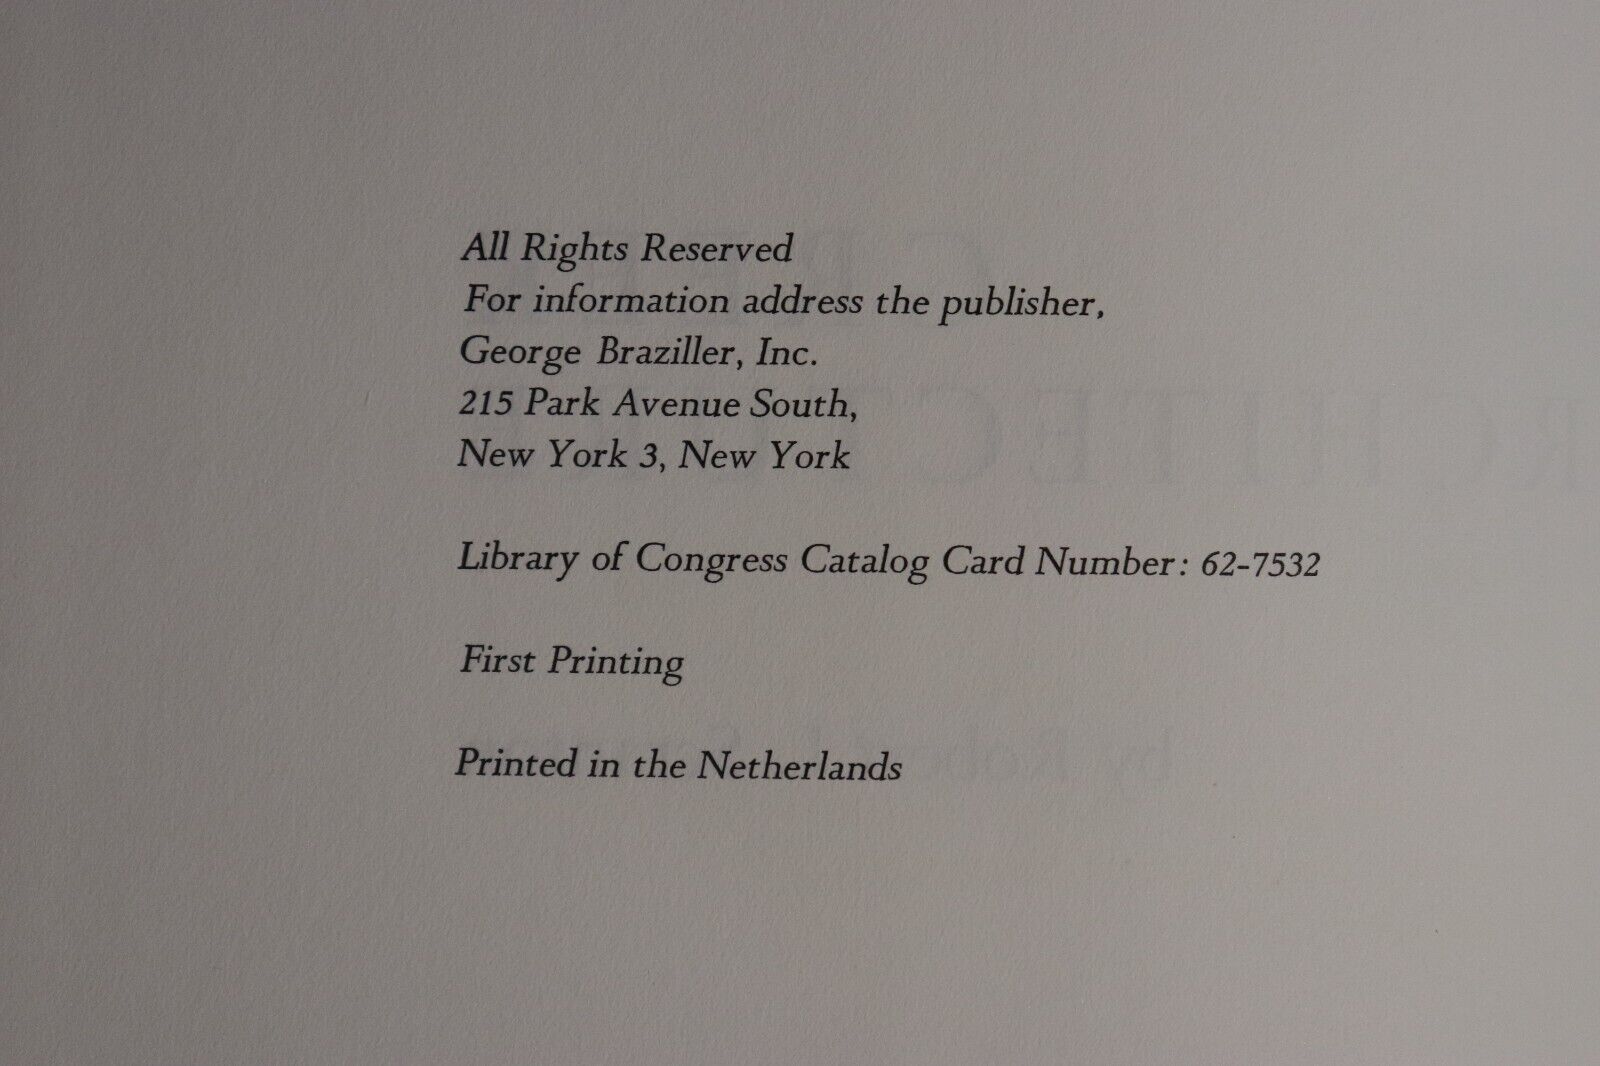 All Rights Reserved
For information address the publisher,
George Braziller, Inc.
215 Park Avenue South,
New York 3, New York
Library of Congress Catalog Card Number: 62-7532
First Printing
Printed in the Netherlands